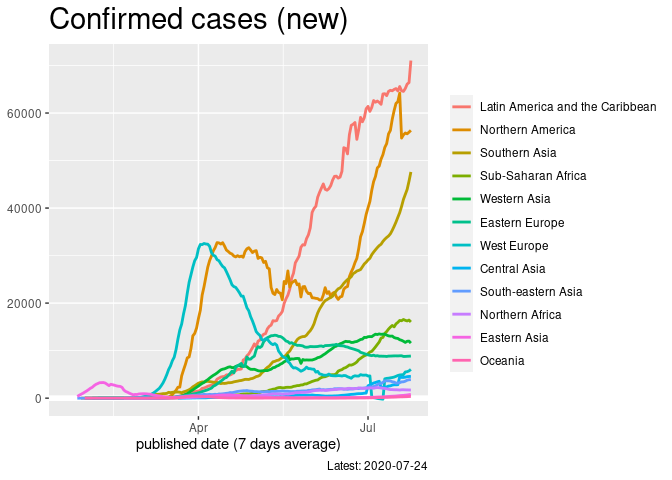 Confirmed cases (new)
60000
40000
20000
0
Apr
Jul
published date (7 days average)
Latest: 2020-07-24
Latin America and the Caribbean
Northern America
Southern Asia
Sub-Saharan Africa
Western Asia
Eastern Europe
West Europe
Central Asia
South-eastern Asia
Northern Africa
Eastern Asia
Oceania